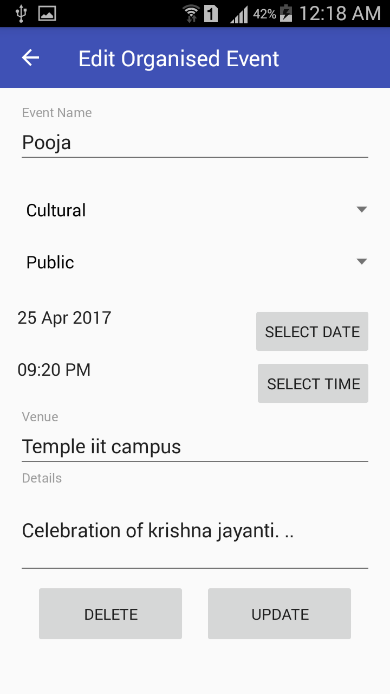 1 42% 12:18 AM
Edit Organised Event
Event Name
Pooja
Cultural
Public
25 Apr 2017
SELECT DATE
09:20 PM
SELECT TIME
Venue
Temple iit campus
Details
Celebration of krishna jayanti. ..
DELETE UPDATE